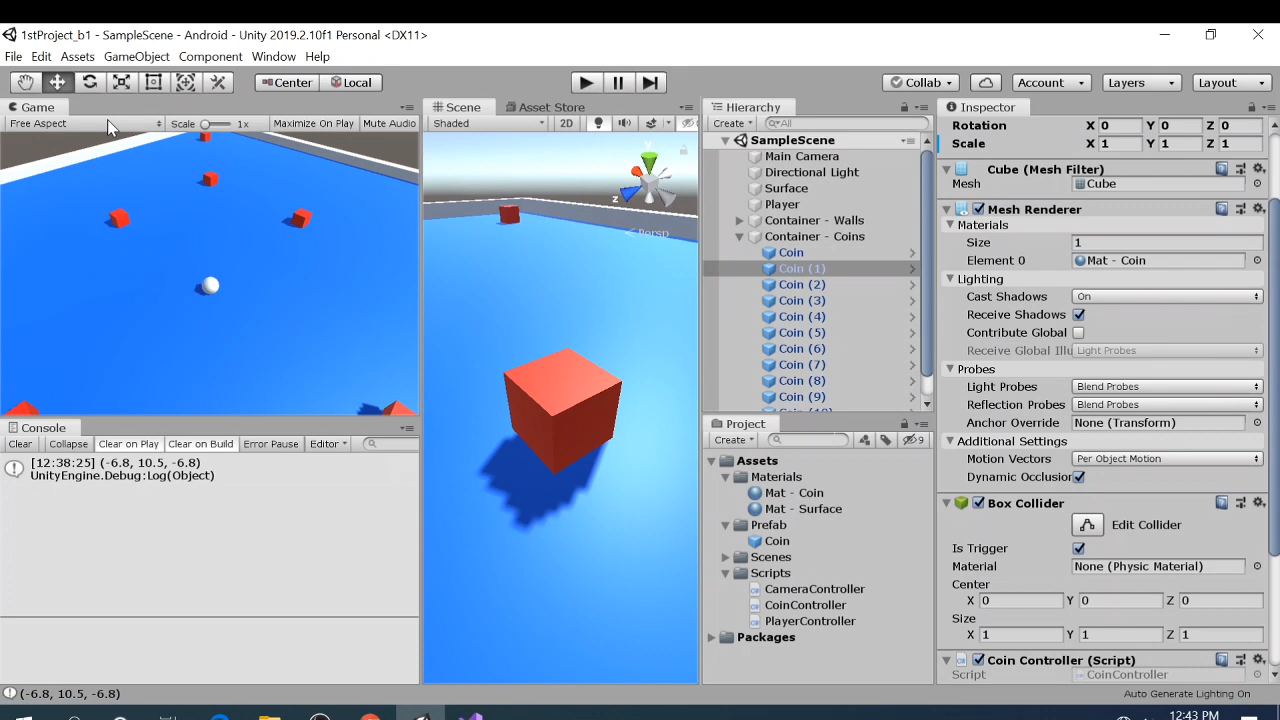 1stProject_b1 - SampleScene - Android - Unity 2019.2.10f1 Personal <DX11>
File Edit Assets GameObject Component Window Help
Center Local Collab Account Layers Layout
Game
Free Aspect Scale 1x Maximize On Play Mute Audio
Scene Asset Store
Shaded 2D
z
Persp
Hierarchy
Create All
SampleScene
Main Camera
Directional Light
Surface
Player
Container - Walls
Container - Coins
Coin
Coin (1)
Coin (2)
Coin (3)
Coin (4)
Coin (5)
Coin (6)
Coin (7)
Coin (8)
Coin (9)
Inspector
Rotation X 0 Y 0 Z 0
Scale X 1 Y 1 Z 1
Cube (Mesh Filter)
Mesh Cube
Mesh Renderer
Materials
Size 1
Element 0 Mat - Coin
Lighting
Cast Shadows On
Receive Shadows
Contribute Global
Receive Global Illu Light Probes
Probes
Light Probes Blend Probes
Reflection Probes Blend Probes
Anchor Override None (Transform)
Additional Settings
Motion Vectors Per Object Motion
Dynamic Occlusion
Box Collider
Edit Collider
Is Trigger
Material None (Physic Material)
Center
X 0 Y 0 Z 0
Size
X 1 Y 1 Z 1
Coin Controller (Script)
Script CoinController
Console
Clear Collapse Clear on Play Clear on Build Error Pause Editor
[12:38:25] (-6.8, 10.5, -6.8)
UnityEngine.Debug:Log(Object)
Project
Create 9
Assets
Materials
Mat - Coin
Mat - Surface
Prefab
Coin
Scenes
Scripts
CameraController
CoinController
PlayerController
Packages
(-6.8, 10.5, -6.8)
Auto Generate Lighting On
12:43 PM